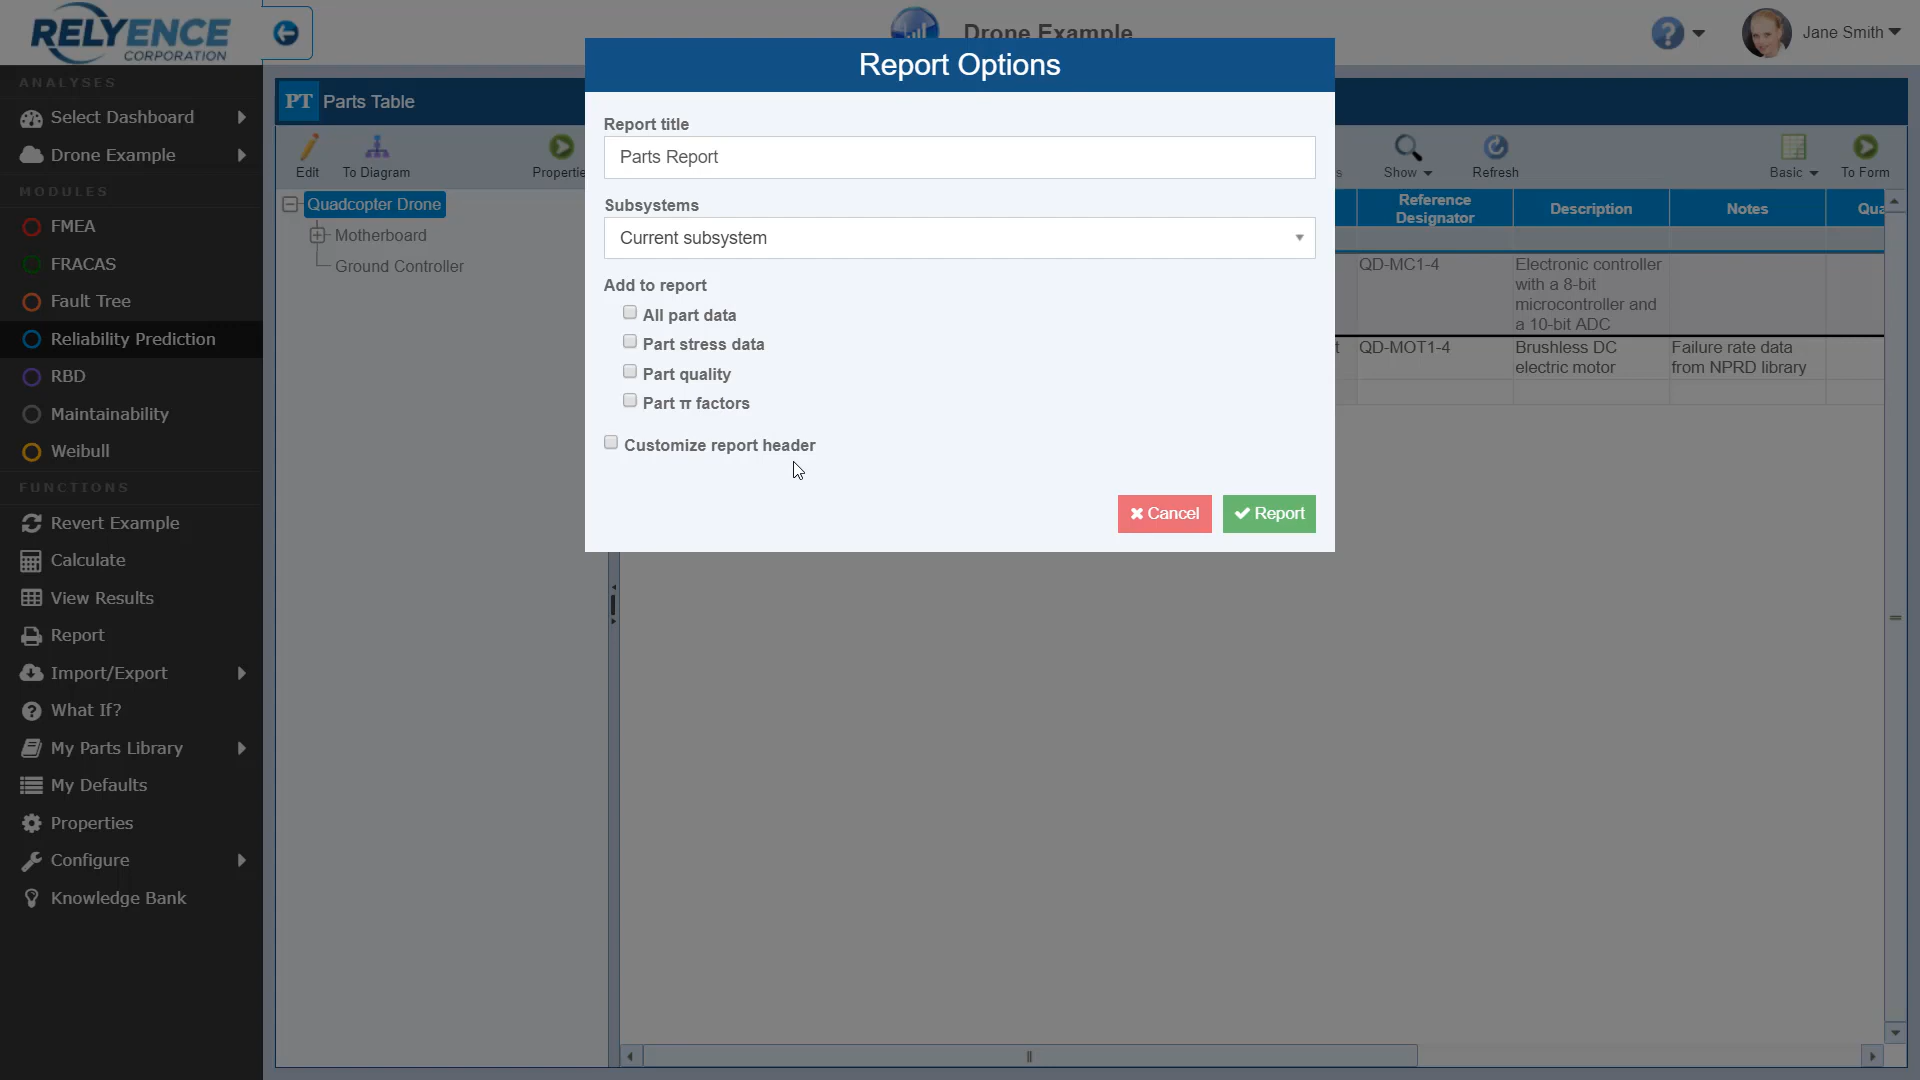 RELYENCE
CORPORATION
Drone Example
?
Jane Smith
Report Options
ANALYSES
Select Dashboard
Drone Example
MODULES
FMEA
FRACAS
Fault Tree
Reliability Prediction
RBD
Maintainability
Weibull
FUNCTIONS
Revert Example
Calculate
View Results
Report
Import/Export
What If?
My Parts Library
My Defaults
Properties
Configure
Knowledge Bank
PT Parts Table
Edit
To Diagram
Propertie
Quadcopter Drone
Motherboard
Ground Controller
Report title
Parts Report
Subsystems
Current subsystem
Add to report
All part data
Part stress data
Part quality
Part π factors
Customize report header
Cancel
Report
s
Show
Refresh
Basic
To Form
Reference
Designator
Description
Notes
Qua
QD-MC1-4
Electronic controller
with a 8-bit
microcontroller and
a 10-bit ADC
t
QD-MOT1-4
Brushless DC
electric motor
Failure rate data
from NPRD library